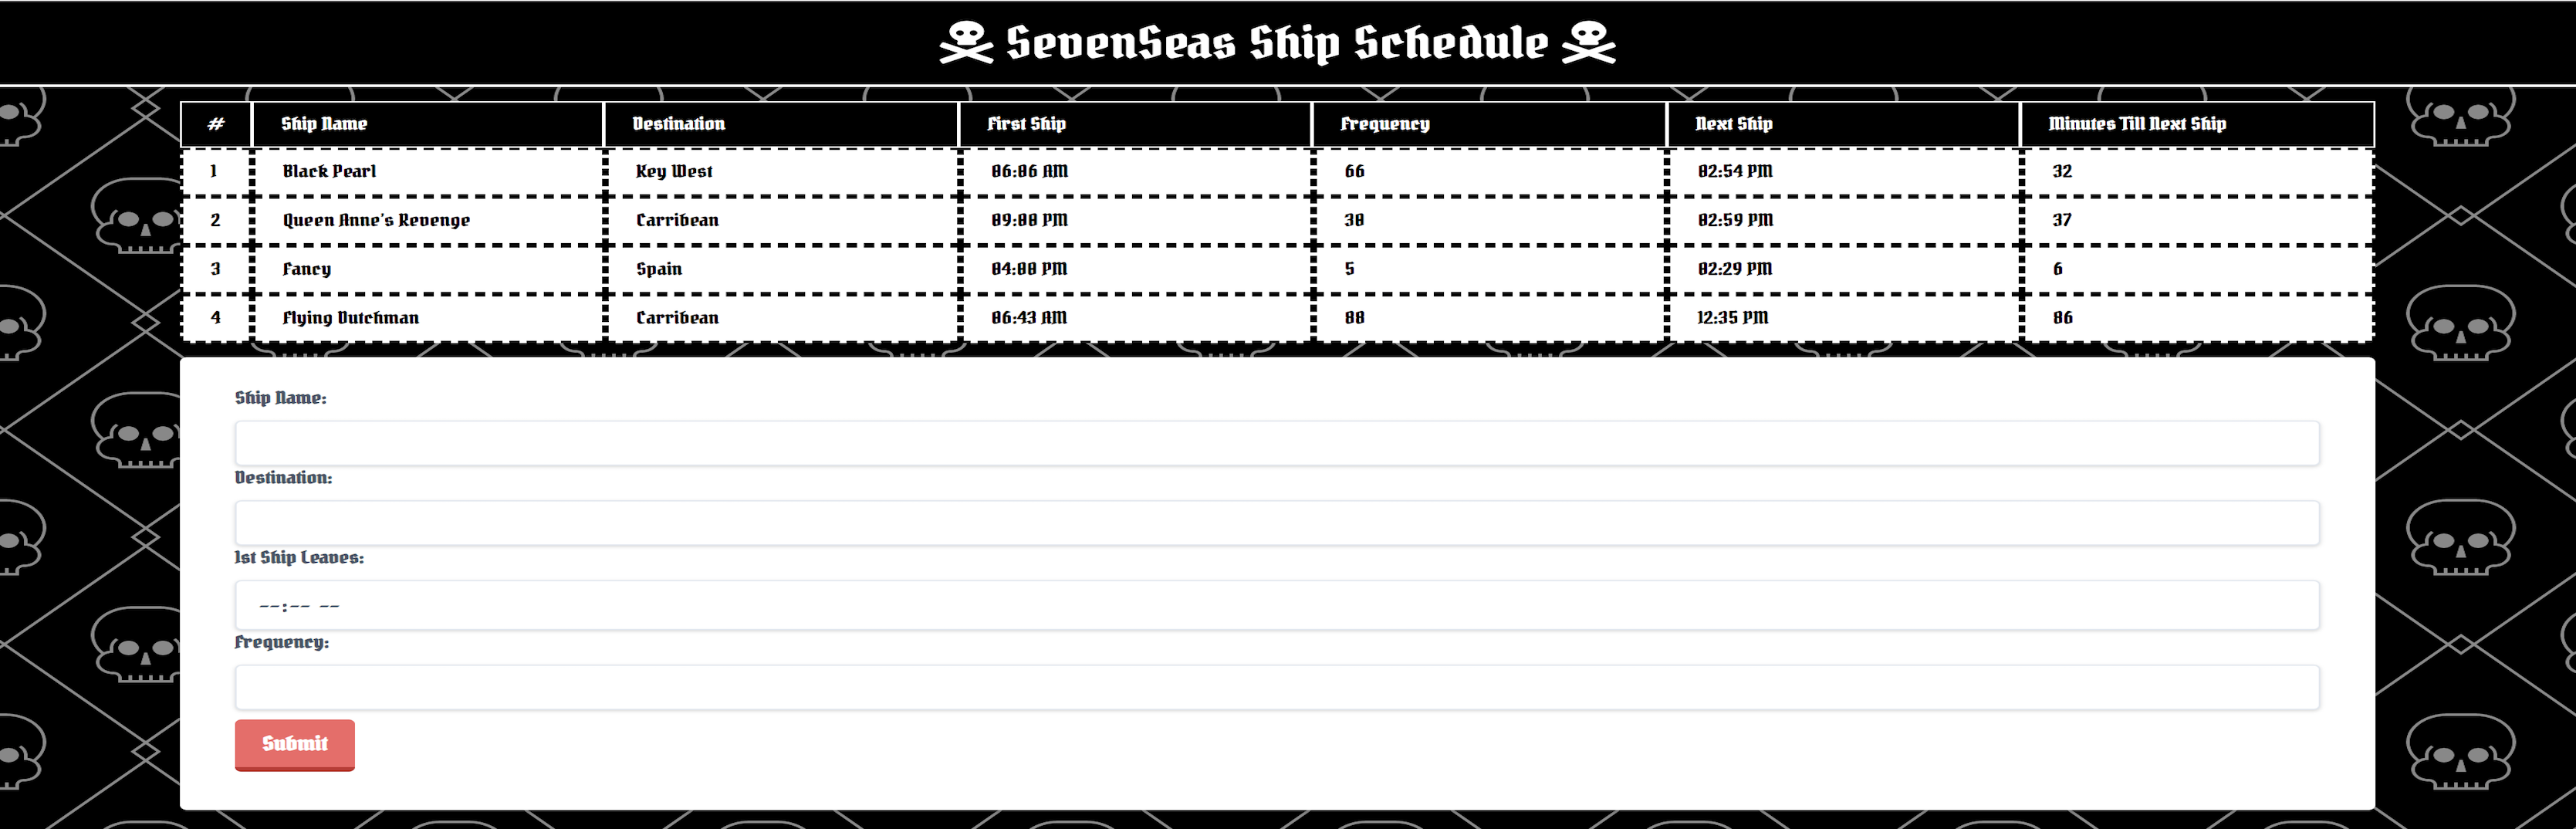 SevenSeas Ship Schedule
# Ship Name Destination First Ship Frequency Next Ship Minutes Till Next Ship
1 Black Pearl Key West 06:06 AM 66 02:54 PM 32
2 Queen Anne's Revenge Carribean 09:00 PM 38 02:59 PM 37
3 Fancy Spain 04:00 PM 5 02:29 PM 6
4 Flying Dutchman Carribean 06:43 AM 88 12:35 PM 86
Ship Name:
Destination:
1st Ship Leaves:
--:-- --
Frequency:
Submit